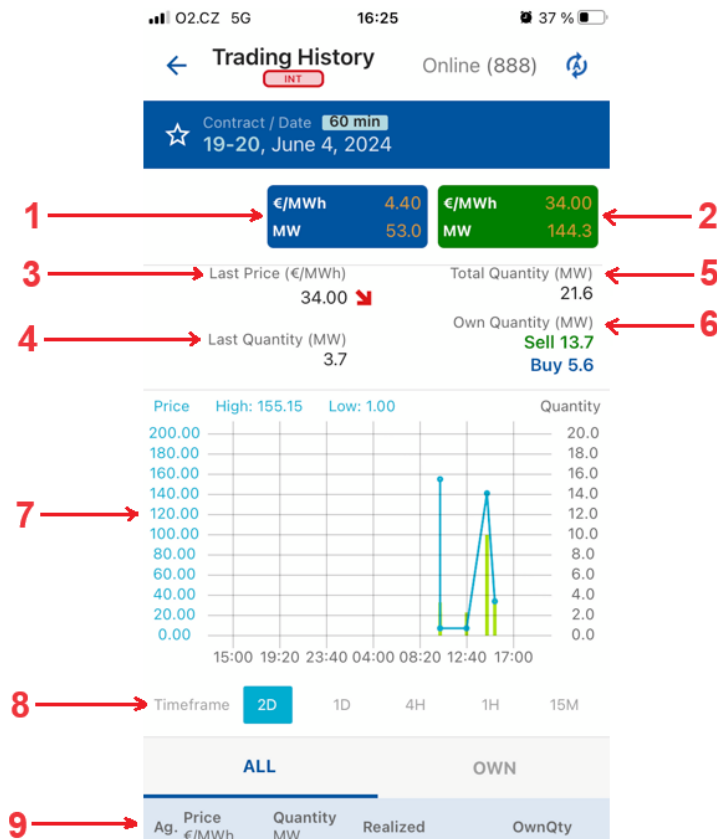 O2.CZ 5G 16:25 37 %
Trading History Online (888)
INT
Contract / Date 60 min
19-20, June 4, 2024
1 €/MWh 4.40 €/MWh 34.00 2
MW 53.0 MW 144.3
3 Last Price (€/MWh) Total Quantity (MW) 5
34.00 21.6
Own Quantity (MW) 6
4 Last Quantity (MW) Sell 13.7
3.7 Buy 5.6
Price High: 155.15 Low: 1.00 Quantity
200.00 20.0
180.00 18.0
160.00 16.0
140.00 14.0
7 120.00 12.0
100.00 10.0
80.00 8.0
60.00 6.0
40.00 4.0
20.00 2.0
0.00 0.0
15:00 19:20 23:40 04:00 08:20 12:40 17:00
8 Timeframe 2D 1D 4H 1H 15M
ALL OWN
9 Ag. Price Quantity Realized OwnQty
€/MWh MW